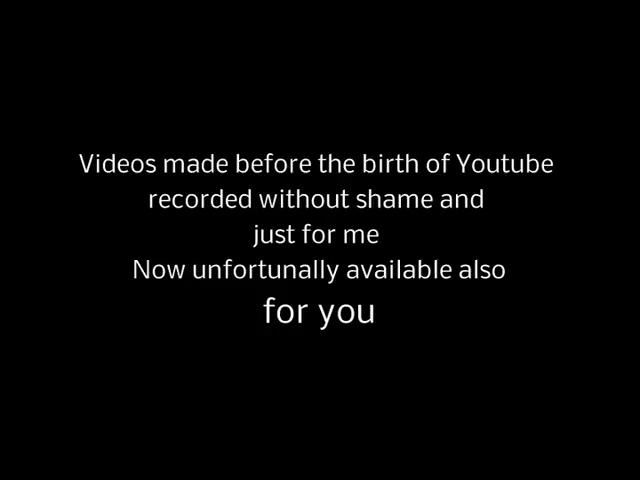 Videos made before the birth of Youtube
recorded without shame and
just for me
Now unfortunally available also
for you